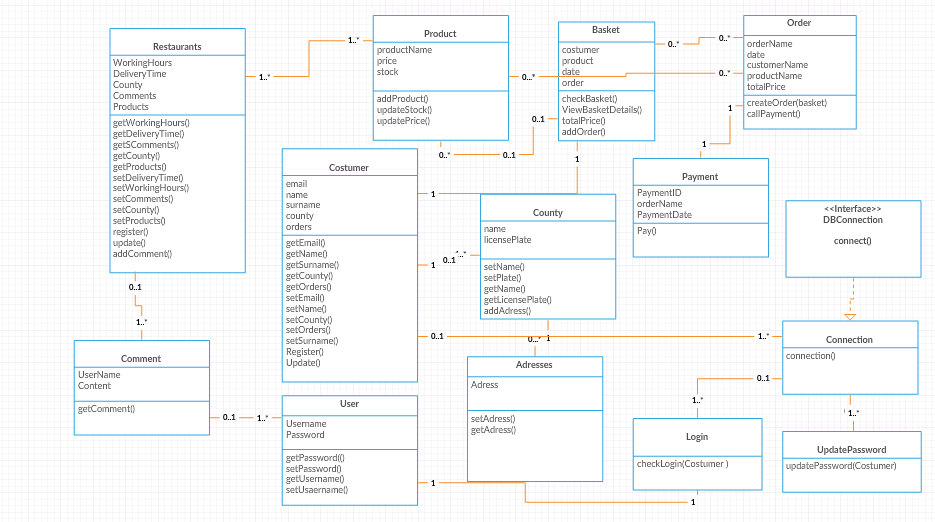 Restaurants
WorkingHours
DeliveryTime
County
Comments
Products
getWorkingHours()
getDeliveryTime()
getSComments()
getCounty()
getProducts()
setDeliveryTime()
setWorkingHours()
setComments()
setCounty()
setProducts()
register()
update()
addComment()
1..*
1..*
Product
productName
price
stock
addProduct()
updateStock()
updatePrice()
0...*
0..*
0..*
0..1
0..1
Basket
costumer
product
date
order
checkBasket()
ViewBasketDetails()
totalPrice()
addOrder()
0..*
0..*
1
1
Order
orderName
date
customerName
productName
totalPrice
createOrder(basket)
callPayment()
1
1
Payment
PaymentID
orderName
PaymentDate
Pay()
<<Interface>>
DBConnection
connect()
Costumer
email
name
surname
county
orders
getEmail()
getName()
getSurname()
getCounty()
getOrders()
setEmail()
setName()
setCounty()
setOrders()
setSurname()
Register()
Update()
1
0..1
County
name
licensePlate
setName()
setPlate()
getName()
getLicensePlate()
addAdress()
1
0...*
Adresses
Adress
setAdress()
getAdress()
0..1
1..*
Connection
connection()
0..1
1..*
1..*
Login
checkLogin(Costumer )
UpdatePassword
updatePassword(Costumer)
0..1
1..*
Comment
UserName
Content
getComment()
0..1
1..*
User
Username
Password
getPassword(()
setPassword()
getUsername()
setUsaername()
1
1